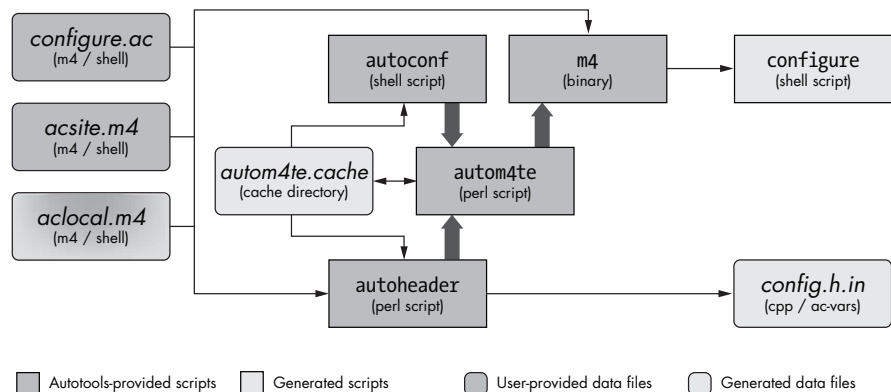 configure.ac
(m4 / shell)
autoconf
(shell script)
m4
(binary)
configure
(shell script)
acsite.m4
(m4 / shell)
autom4te.cache
(cache directory)
autom4te
(perl script)
aclocal.m4
(m4 / shell)
autoheader
(perl script)
config.h.in
(cpp / ac-vars)
Autotools-provided scripts
Generated scripts
User-provided data files
Generated data files